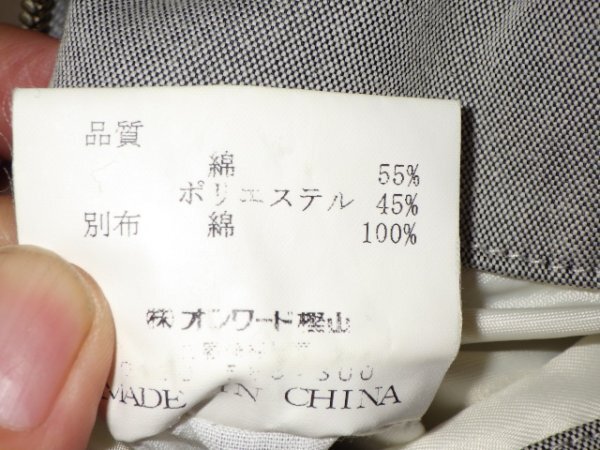 品質
綿 55%
ポリエステル 45%
別布 綿 100%
㈱オンワード樫山
MADE IN CHINA